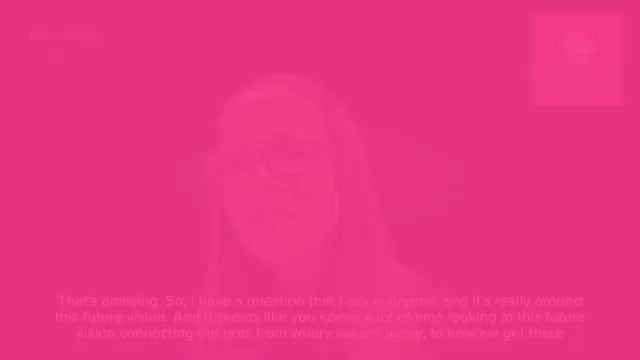 That's amazing. So, I have a question that I ask everyone, and it's really around
this future vision. And it seems like you spent a lot of time looking at this future
vision connecting the dots from where we are today, to how we get there